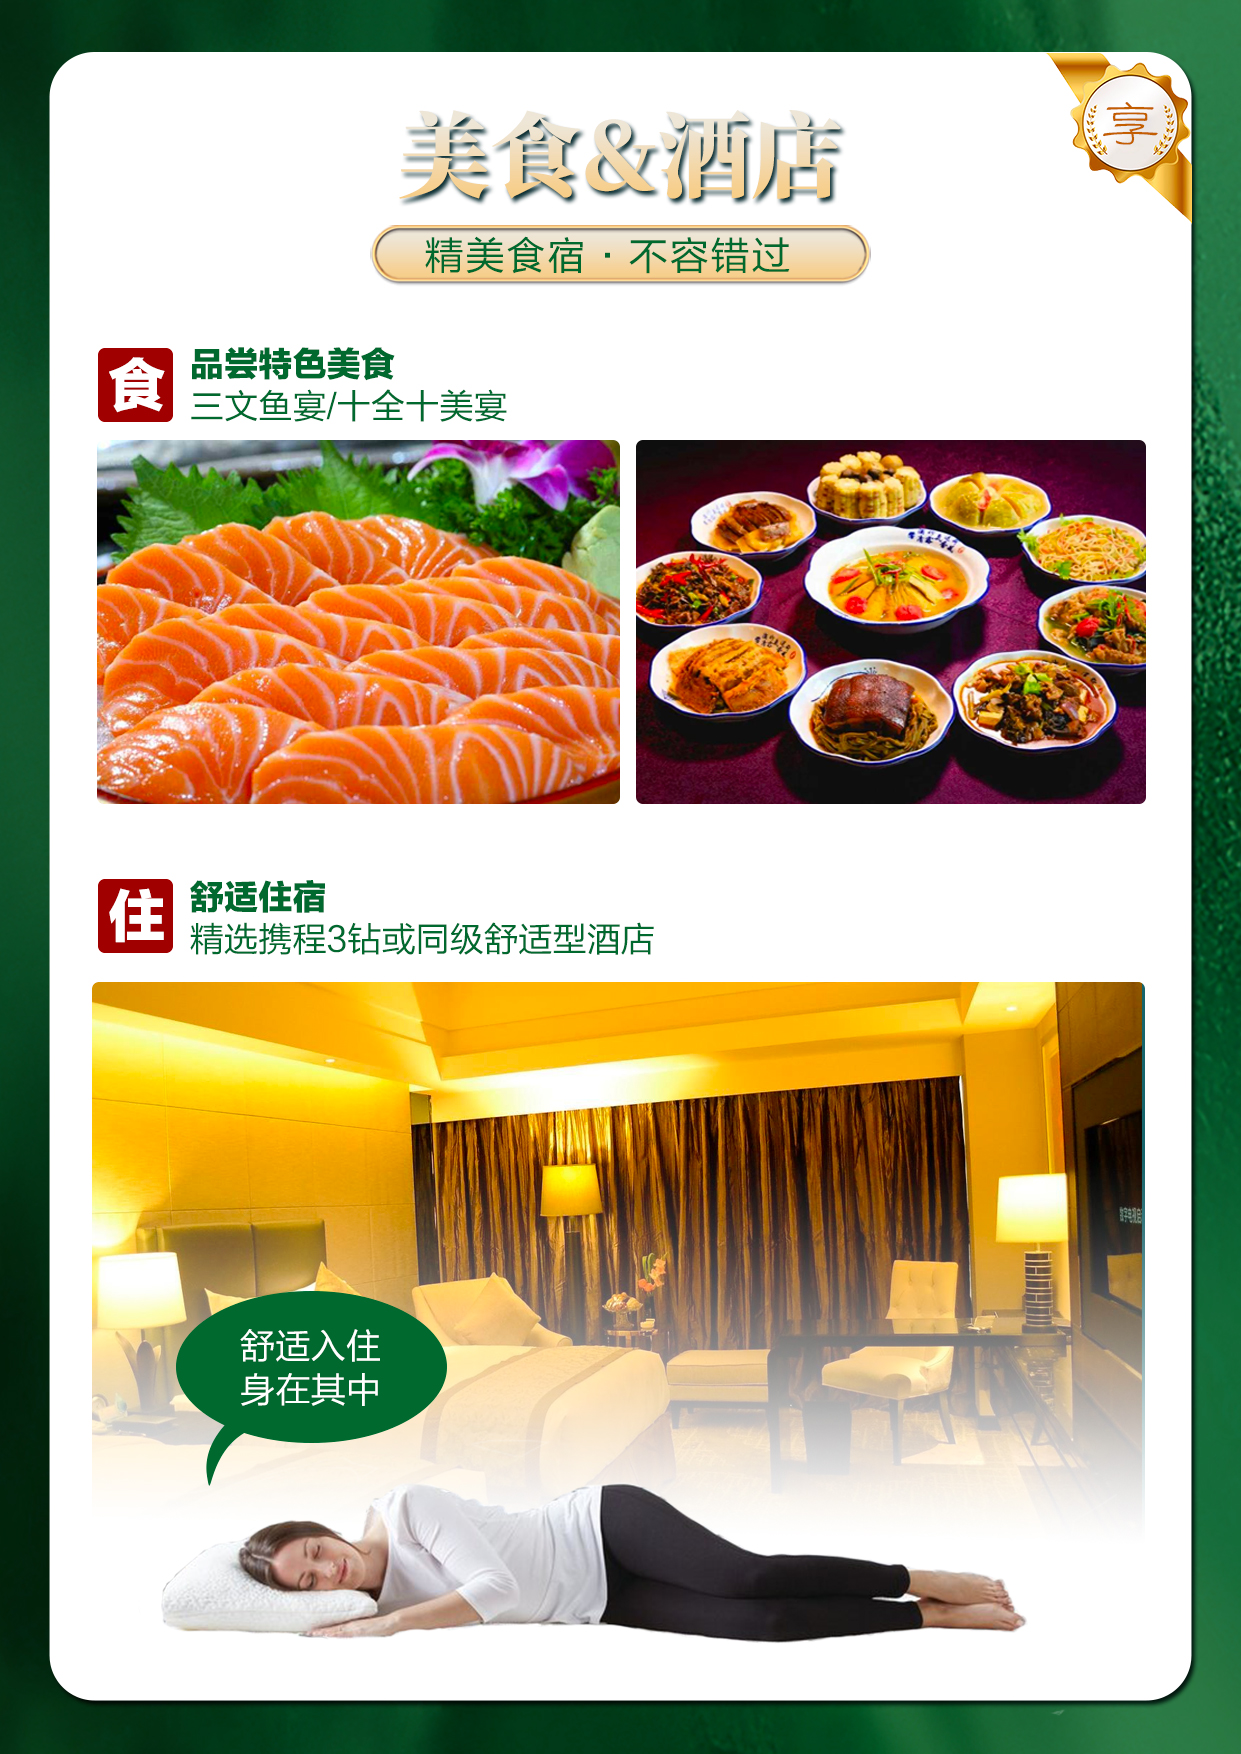 享
美食&酒店
精美食宿·不容错过
食
品尝特色美食
三文鱼宴/十全十美宴
住
舒适住宿
精选携程3钻或同级舒适型酒店
舒适入住
身在其中